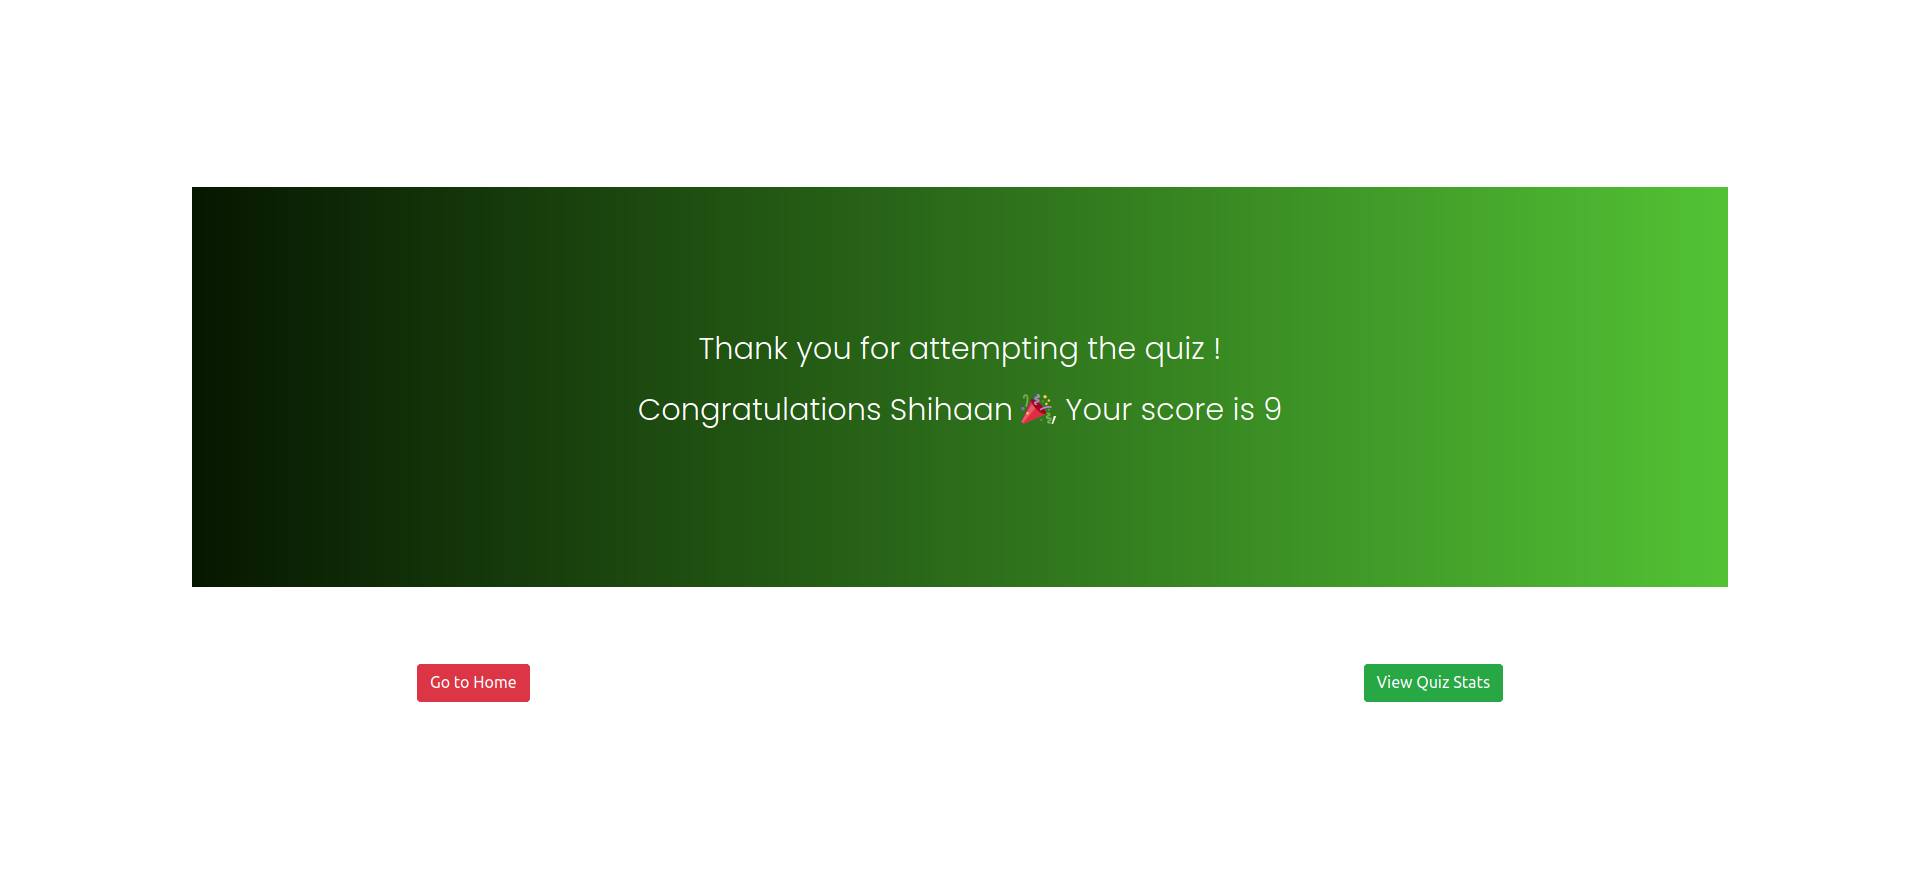 Thank you for attempting the quiz !
Congratulations Shihaan 🎉, Your score is 9
Go to Home
View Quiz Stats